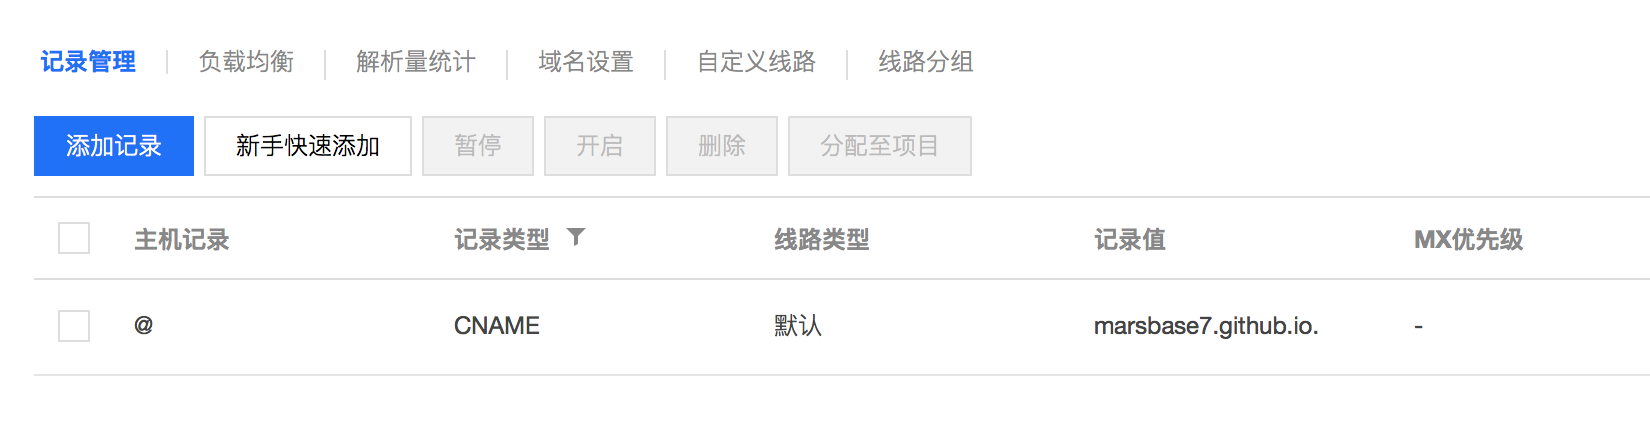 记录管理 负载均衡 解析量统计 域名设置 自定义线路 线路分组
添加记录 新手快速添加 暂停 开启 删除 分配至项目
主机记录 记录类型 线路类型 记录值 MX优先级
@ CNAME 默认 marsbase7.github.io. -